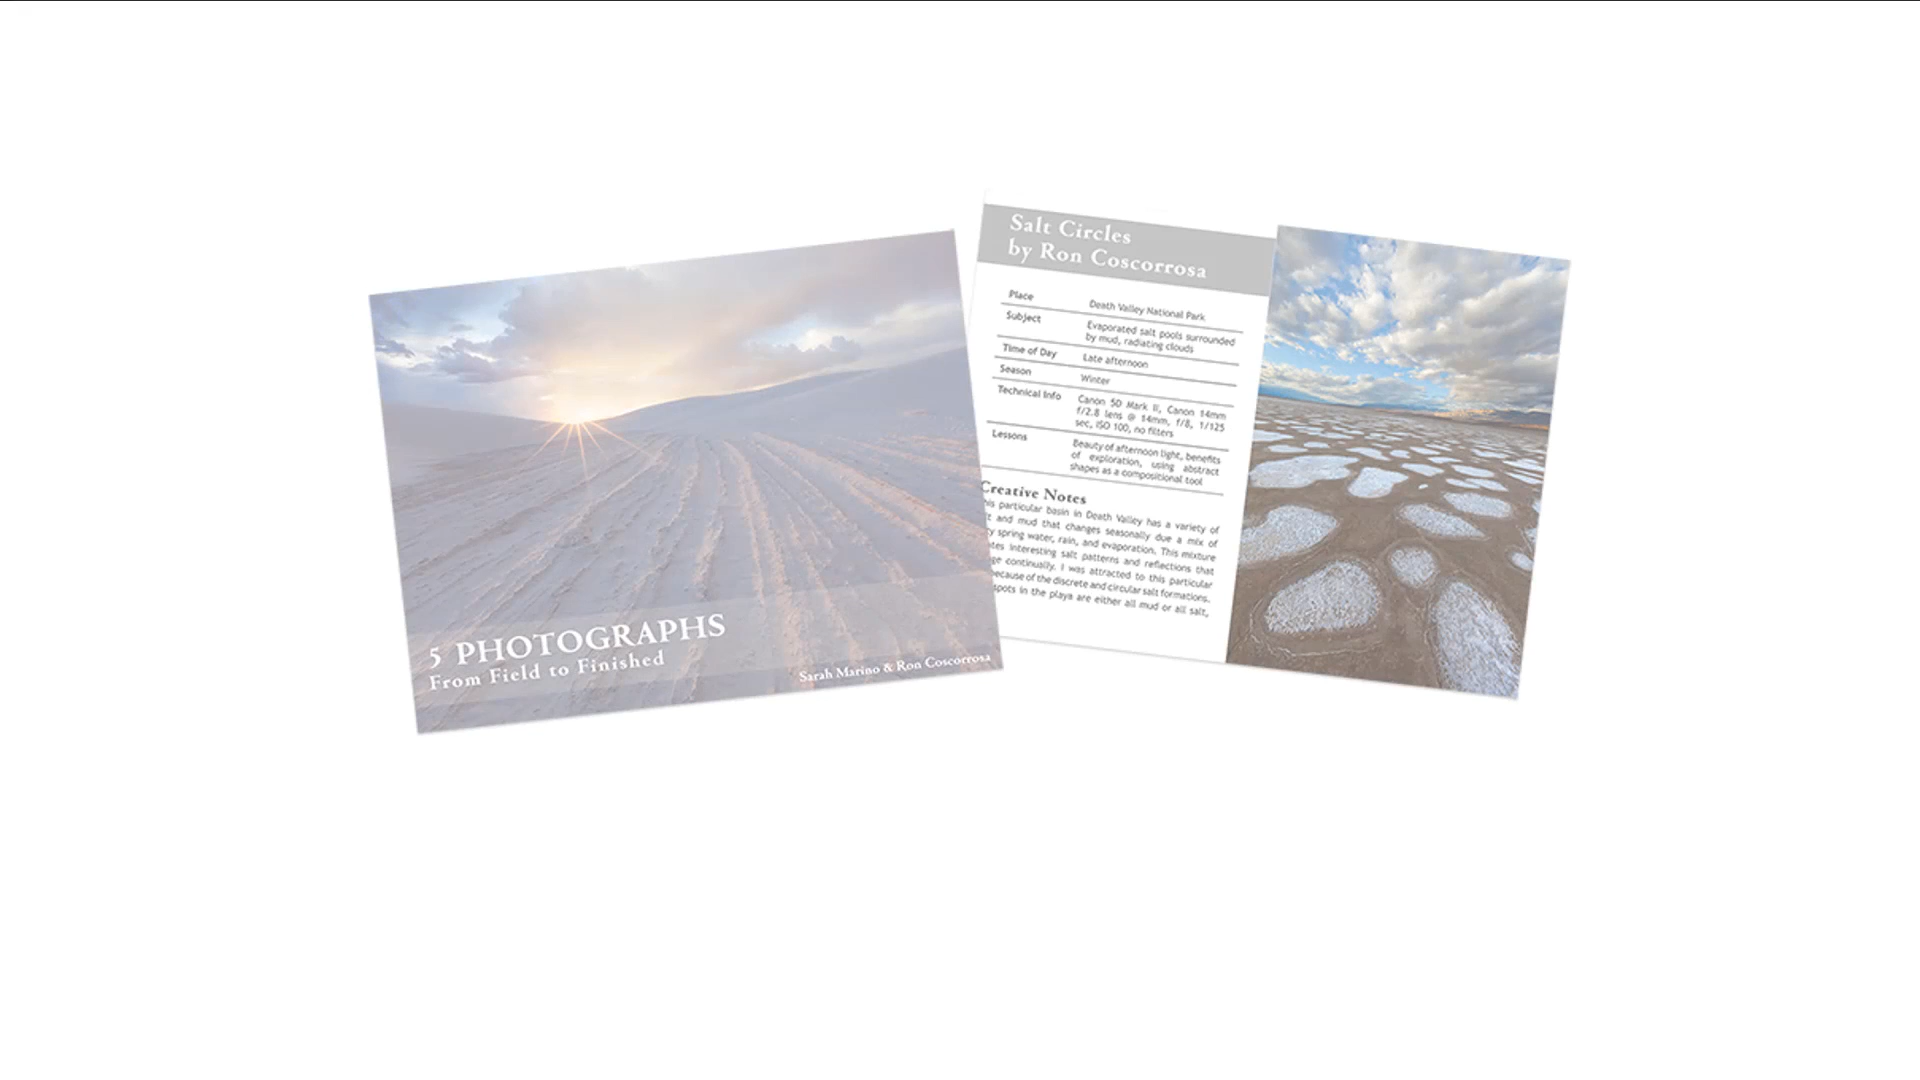 5 PHOTOGRAPHS
From Field to Finished
Sarah Marino & Ron Coscorrosa
Salt Circles
by Ron Coscorrosa
Place Death Valley National Park
Subject Evaporated salt pools surrounded
by mud, radiating clouds
Time of Day Late afternoon
Season Winter
Technical Info Canon 5D Mark II, Canon 14mm
f/2.8 lens @ 14mm, f/8, 1/125
sec, ISO 100, no filters
Lessons Beauty of afternoon light, benefits
of exploration, using abstract
shapes as a compositional tool
Creative Notes
particular basin in Death Valley has a variety of
and mud that changes seasonally due a mix of
spring water, rain, and evaporation. This mixture
interesting salt patterns and reflections that
continually. I was attracted to this particular
because of the discrete and circular salt formations.
spots in the playa are either all mud or all salt,